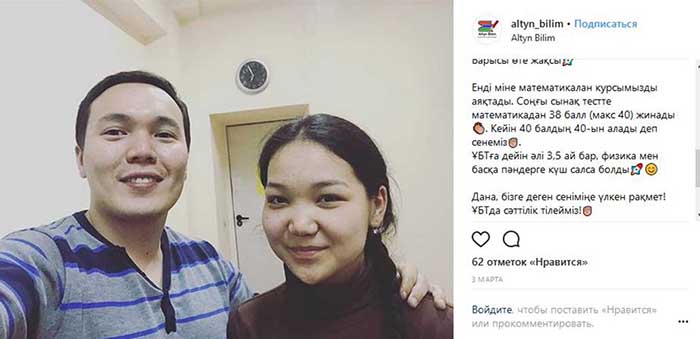 altyn_bilim • Подписаться
Altyn Bilim
Барысы өте жақсы
Енді міне математикалан курсымызды
аяқтады. Соңғы сынақ тестте
математикадан 38 балл (макс 40) жинады
. Кейін 40 балдың 40-ын алады деп
сенеміз
ҰБТға дейін әлі 3,5 ай бар, физика мен
басқа пәндерге күш салса болды
Дана, бізге деген сеніміңе үлкен рақмет!
ҰБТда сәттілік тілейміз!
62 отметок «Нравится»
3 МАРТА
Войдите, чтобы поставить «Нравится»
или прокомментировать.